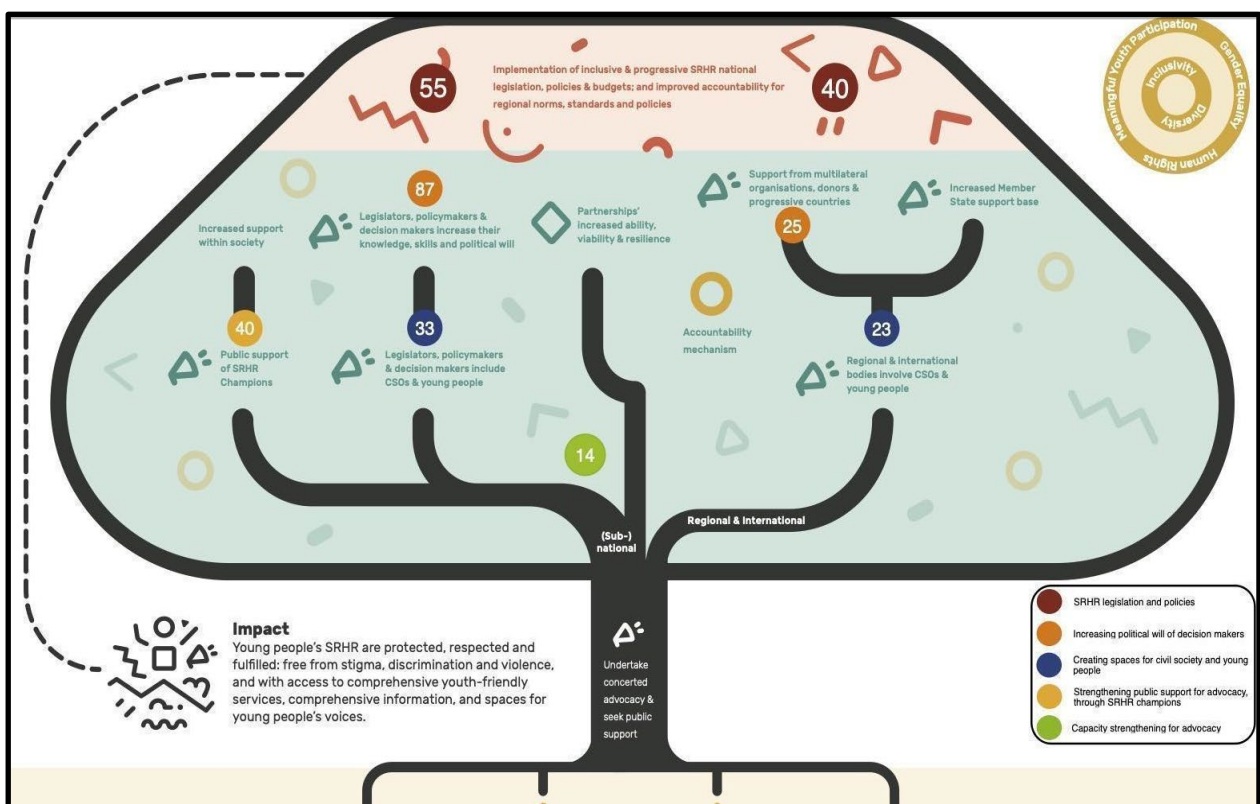 55
Implementation of inclusive & progressive SRHR national
legislation, policies & budgets; and improved accountability for
regional norms, standards and policies
40
Meaningful Youth Participation
Gender Equality
Human Rights
Inclusivity
Diversity
Increased support
within society
87
Legislators, policymakers &
decision makers increase their
knowledge, skills and political will
Partnerships'
increased ability,
viability & resilience
Support from multilateral
organisations, donors &
progressive countries
25
Increased Member
State support base
40
Public support
of SRHR
Champions
33
Legislators, policymakers
& decision makers include
CSOs & young people
Accountability
mechanism
23
Regional & International
bodies involve CSOs &
young people
14
(Sub-)
national
Regional & International
Impact
Young people's SRHR are protected, respected and
fulfilled: free from stigma, discrimination and violence,
and with access to comprehensive youth-friendly
services, comprehensive information, and spaces for
young people's voices.
Undertake
concerted
advocacy &
seek public
support
SRHR legislation and policies
Increasing political will of decision makers
Creating spaces for civil society and young
people
Strengthening public support for advocacy,
through SRHR champions
Capacity strengthening for advocacy